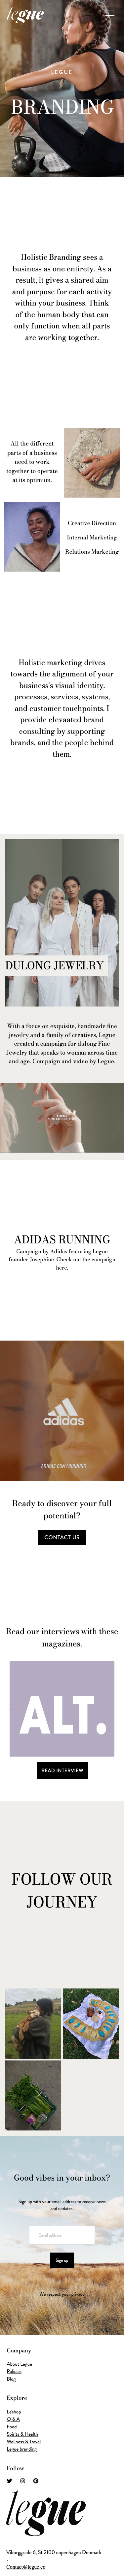 legue
LEGUE
BRANDING
Holistic Branding sees a
business as one entirety. As a
result, it gives a shared aim
and purpose for each activity
within your business. Think
of the human body that can
only function when all parts
are working together.
All the different
parts of a business
need to work
together to operate
at its optimum.
Creative Direction
Internal Marketing
Relations Marketing
Holistic marketing drives
towards the alignment of your
business's visual identity.
processes, services, systems,
and customer touchpoints. I
provide elevaated brand
consulting by supporting
brands, and the people behind
them.
DULONG JEWELRY
With a focus on exquisite, handmade fine
jewelry and a family of creatives, Legue
created a campaign for dulong Fine
Jewelry that speaks to woman across time
and age. Compaign and video by Legue.
ADIDAS RUNNING
Campaign by Adidas featuring Legue
founder Josephine. Check out the campaign
here.
adidas
ADIDAS.COM/RUNNING
Ready to discover your full
potential?
CONTACT US
Read our interviews with these
magazines.
ALT.
READ INTERVIEW
FOLLOW OUR
JOURNEY
Good vibes in your inbox?
Sign up with your email address to receive news
and updates.
Email address
Sign up
We respect your privacy.
Company
About Legue
Policies
Blog
Explore
Leshop
Q & A
Food
Spirits & Health
Wellness & Travel
Legue branding
Follow
legue
Viborggrade 6, St. 2100 copenhagen Denmark
-
Contact@legue.co